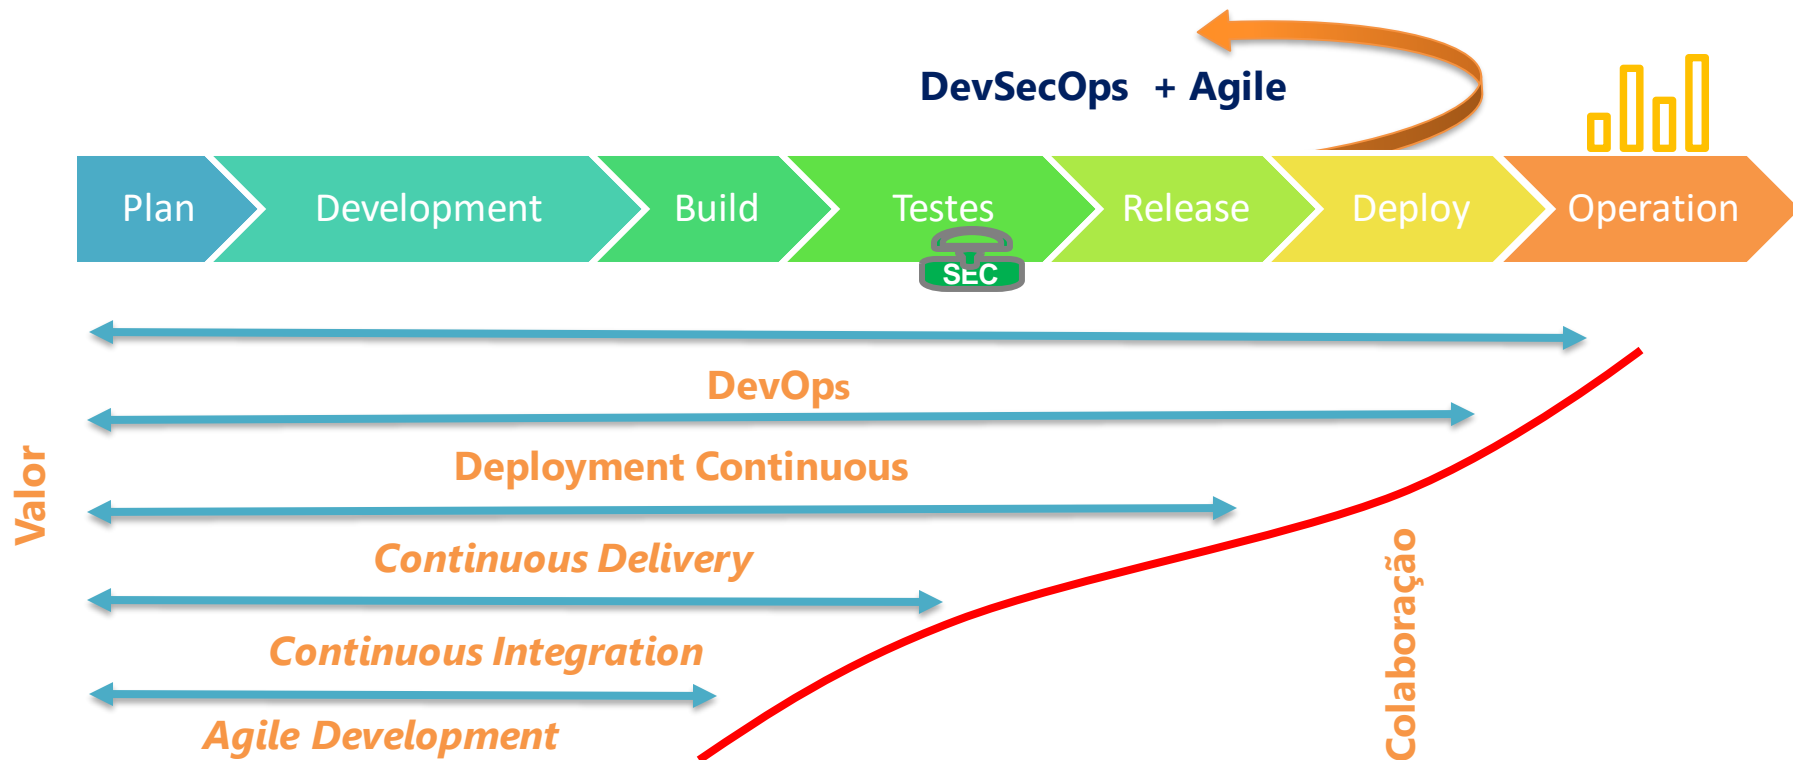 DevSecOps + Agile
Plan
Development
Build
Testes
Release
Deploy
Operation
SEC
DevOps
Deployment Continuous
Valor
Continuous Delivery
Colaboração
Continuous Integration
Agile Development